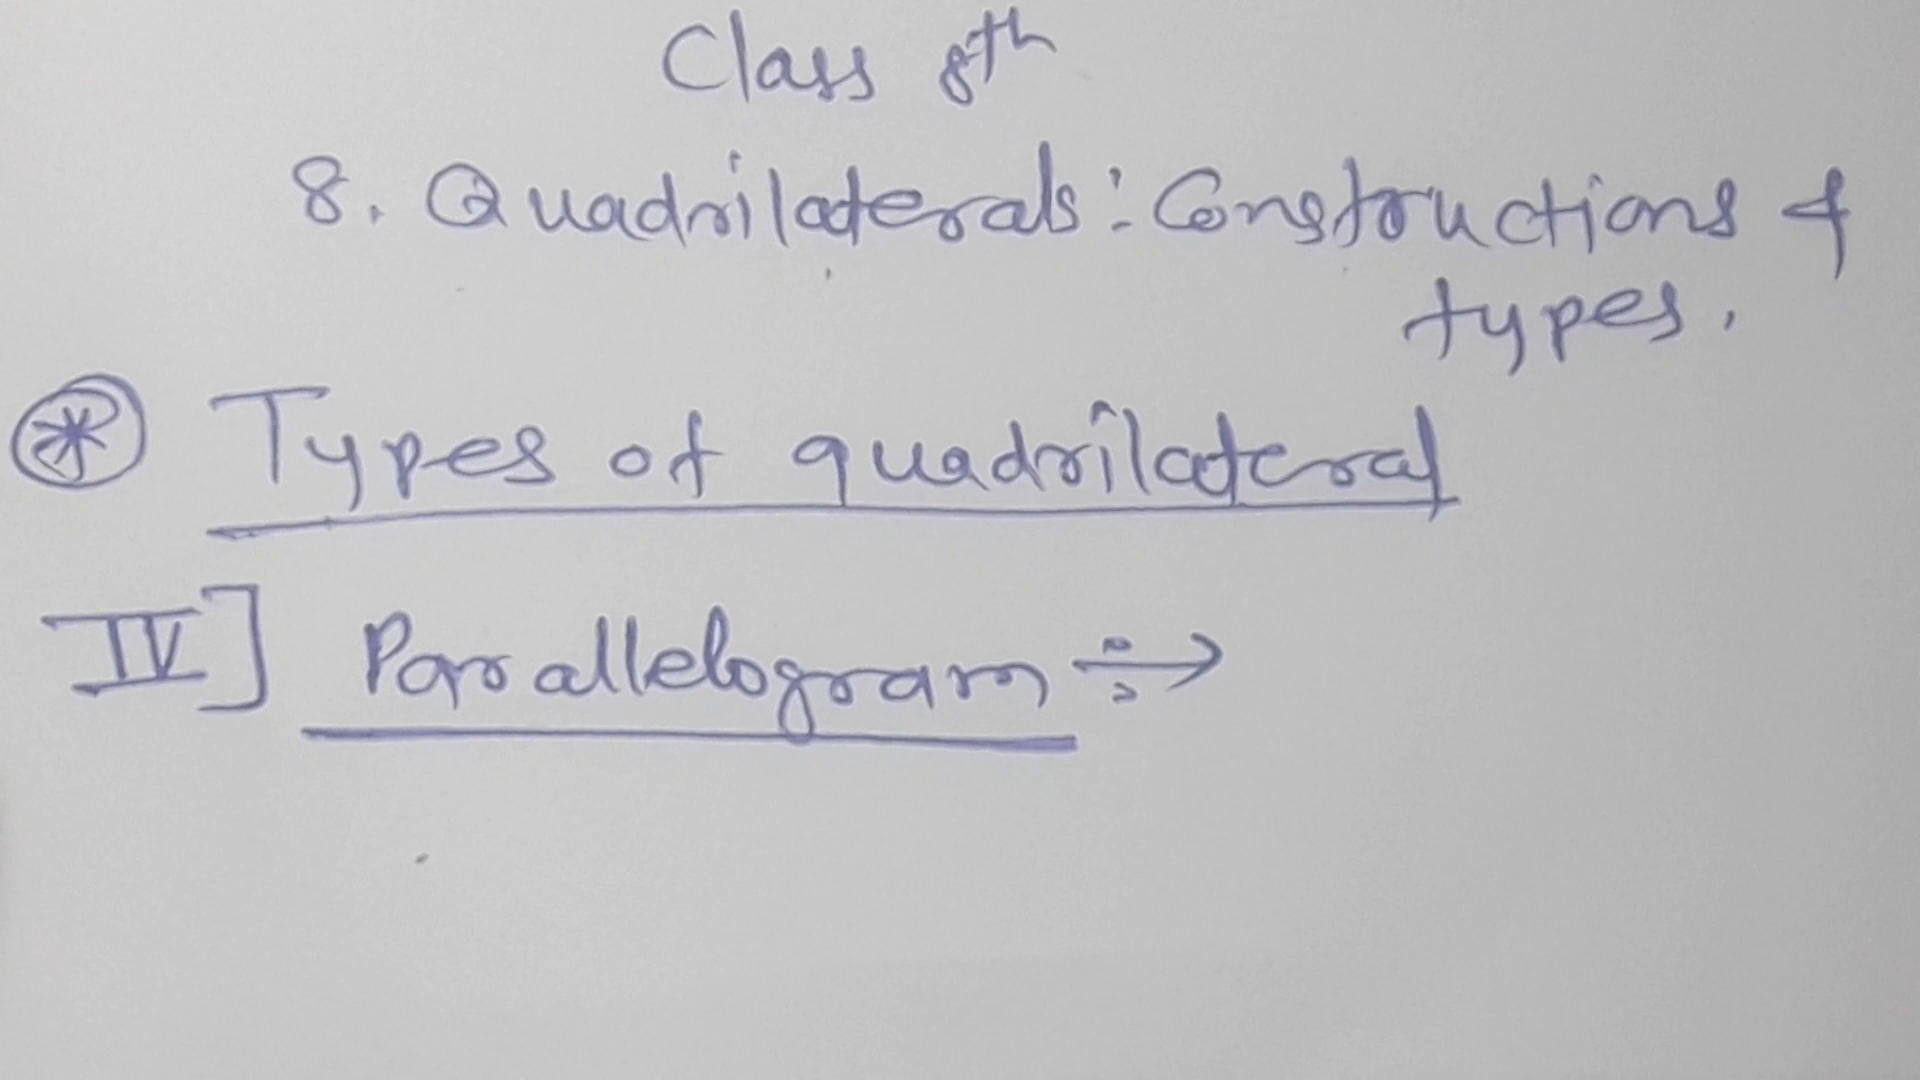 Class 8th
8. Quadrilaterals: Constructions &
types.
* Types of quadrilateral
IV] Parallelogram ÷→